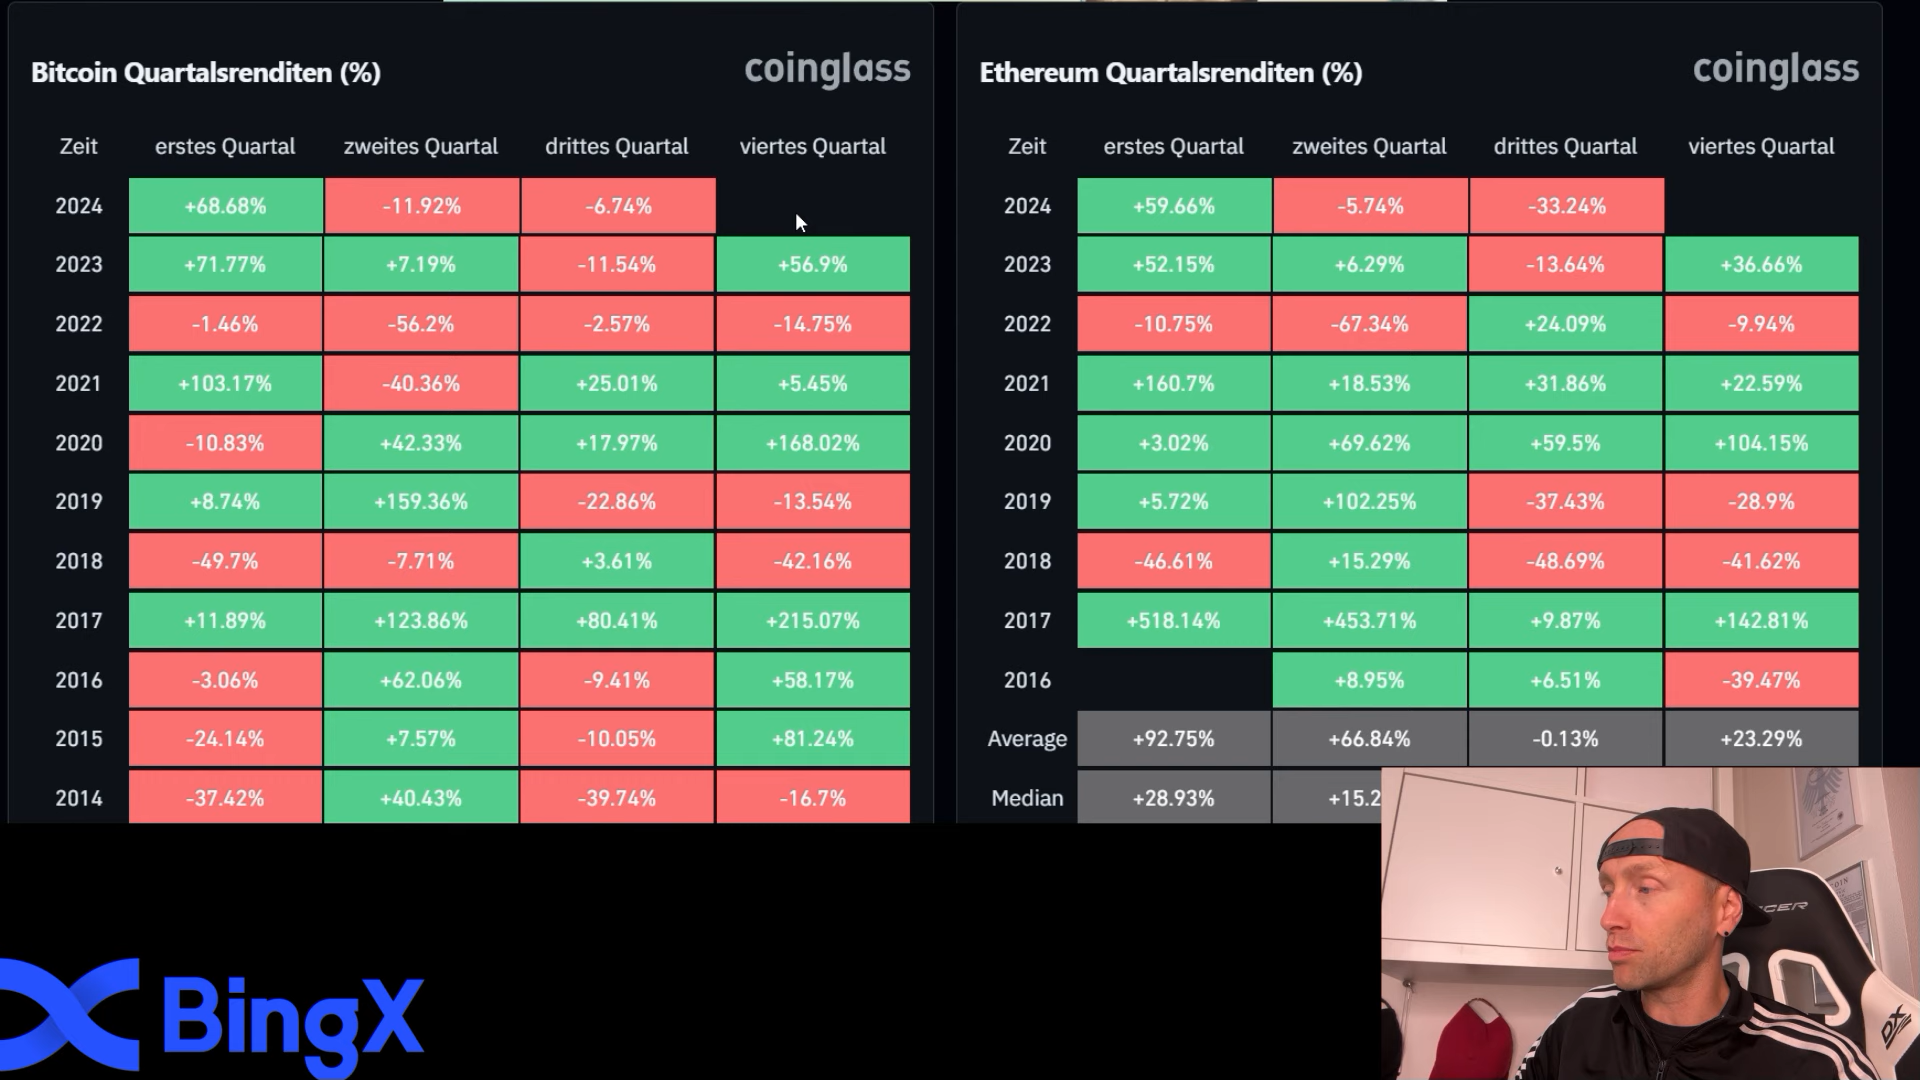 Bitcoin Quartalsrenditen (%)
coinglass
Zeit erstes Quartal zweites Quartal drittes Quartal viertes Quartal
2024 +68.68% -11.92% -6.74%
2023 +71.77% +7.19% -11.54% +56.9%
2022 -1.46% -56.2% -2.57% -14.75%
2021 +103.17% -40.36% +25.01% +5.45%
2020 -10.83% +42.33% +17.97% +168.02%
2019 +8.74% +159.36% -22.86% -13.54%
2018 -49.7% -7.71% +3.61% -42.16%
2017 +11.89% +123.86% +80.41% +215.07%
2016 -3.06% +62.06% -9.41% +58.17%
2015 -24.14% +7.57% -10.05% +81.24%
2014 -37.42% +40.43% -39.74% -16.7%
Ethereum Quartalsrenditen (%)
coinglass
Zeit erstes Quartal zweites Quartal drittes Quartal viertes Quartal
2024 +59.66% -5.74% -33.24%
2023 +52.15% +6.29% -13.64% +36.66%
2022 -10.75% -67.34% +24.09% -9.94%
2021 +160.7% +18.53% +31.86% +22.59%
2020 +3.02% +69.62% +59.5% +104.15%
2019 +5.72% +102.25% -37.43% -28.9%
2018 -46.61% +15.29% -48.69% -41.62%
2017 +518.14% +453.71% +9.87% +142.81%
2016 +8.95% +6.51% -39.47%
Average +92.75% +66.84% -0.13% +23.29%
Median +28.93% +15.2
BingX